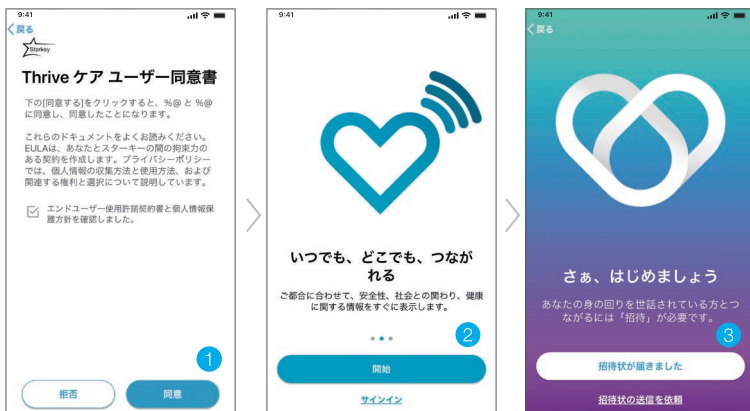 9:41
戻る
Starkey
Thrive ケア ユーザー同意書
下の[同意する]をクリックすると、%@ と %@
に同意し、同意したことになります。
これらのドキュメントをよくお読みください。
EULAは、あなたとスターキーの間の拘束力の
ある契約を作成します。プライバシーポリシー
では、個人情報の収集方法と使用方法、および
関連する権利と選択について説明しています。
エンドユーザー使用許諾契約書と個人情報保
護方針を確認しました。
1
拒否
同意
9:41
いつでも、どこでも、つなが
れる
ご都合に合わせて、安全性、社会との関わり、健康
に関する情報をすぐに表示します。
2
開始
サインイン
9:41
戻る
さぁ、はじめましょう
あなたの身の回りを世話されている方とつ
ながるには「招待」が必要です。
3
招待状が届きました
招待状の送信を依頼